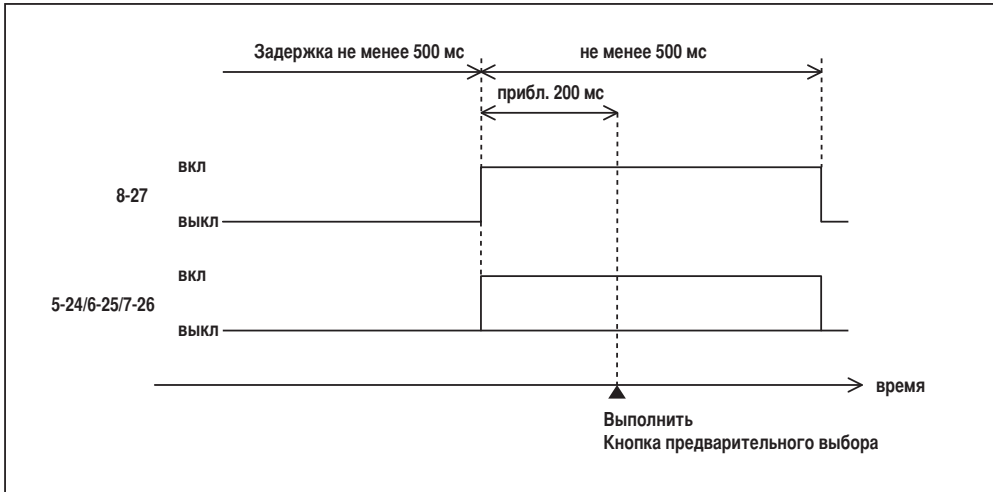 Задержка не менее 500 мс
не менее 500 мс
прибл. 200 мс
вкл
8-27
выкл
вкл
5-24/6-25/7-26
выкл
время
Выполнить
Кнопка предварительного выбора